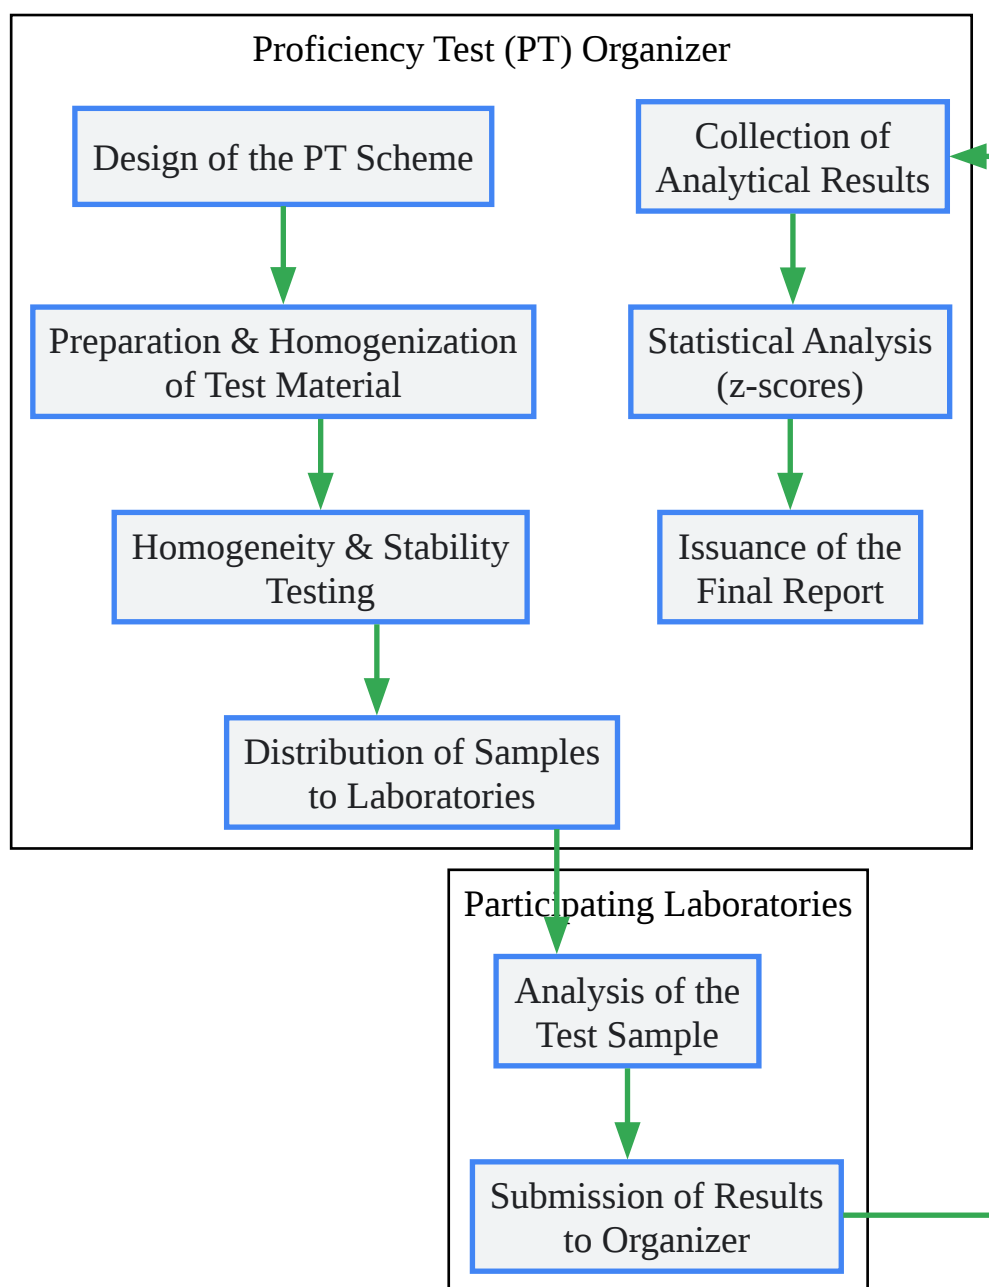 Proficiency Test (PT) Organizer
Design of the PT Scheme
Preparation & Homogenization
of Test Material
Homogeneity & Stability
Testing
Distribution of Samples
to Laboratories
Collection of
Analytical Results
Statistical Analysis
(z-scores)
Issuance of the
Final Report
Participating Laboratories
Analysis of the
Test Sample
Submission of Results
to Organizer